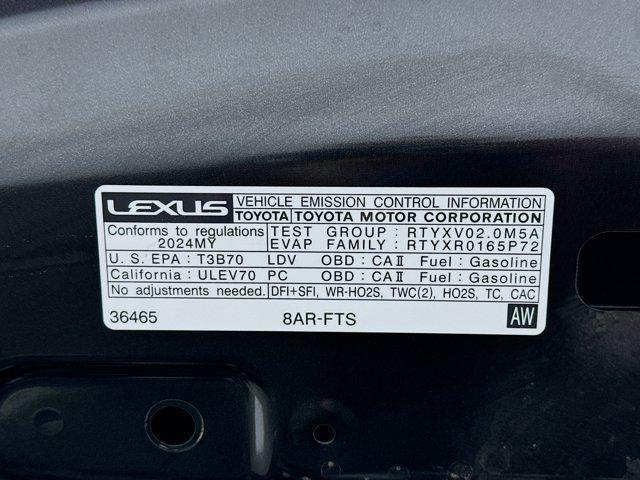 LEXUS VEHICLE EMISSION CONTROL INFORMATION
TOYOTA TOYOTA MOTOR CORPORATION
Conforms to regulations TEST GROUP : RTYXV02.0M5A
2024MY EVAP FAMILY : RTYXR0165P72
U.S. EPA : T3B70 LDV OBD : CAⅡ Fuel : Gasoline
California : ULEV70 PC OBD : CAⅡ Fuel : Gasoline
No adjustments needed. DFI+SFI, WR-HO2S, TWC(2), HO2S, TC, CAC
36465 8AR-FTS AW